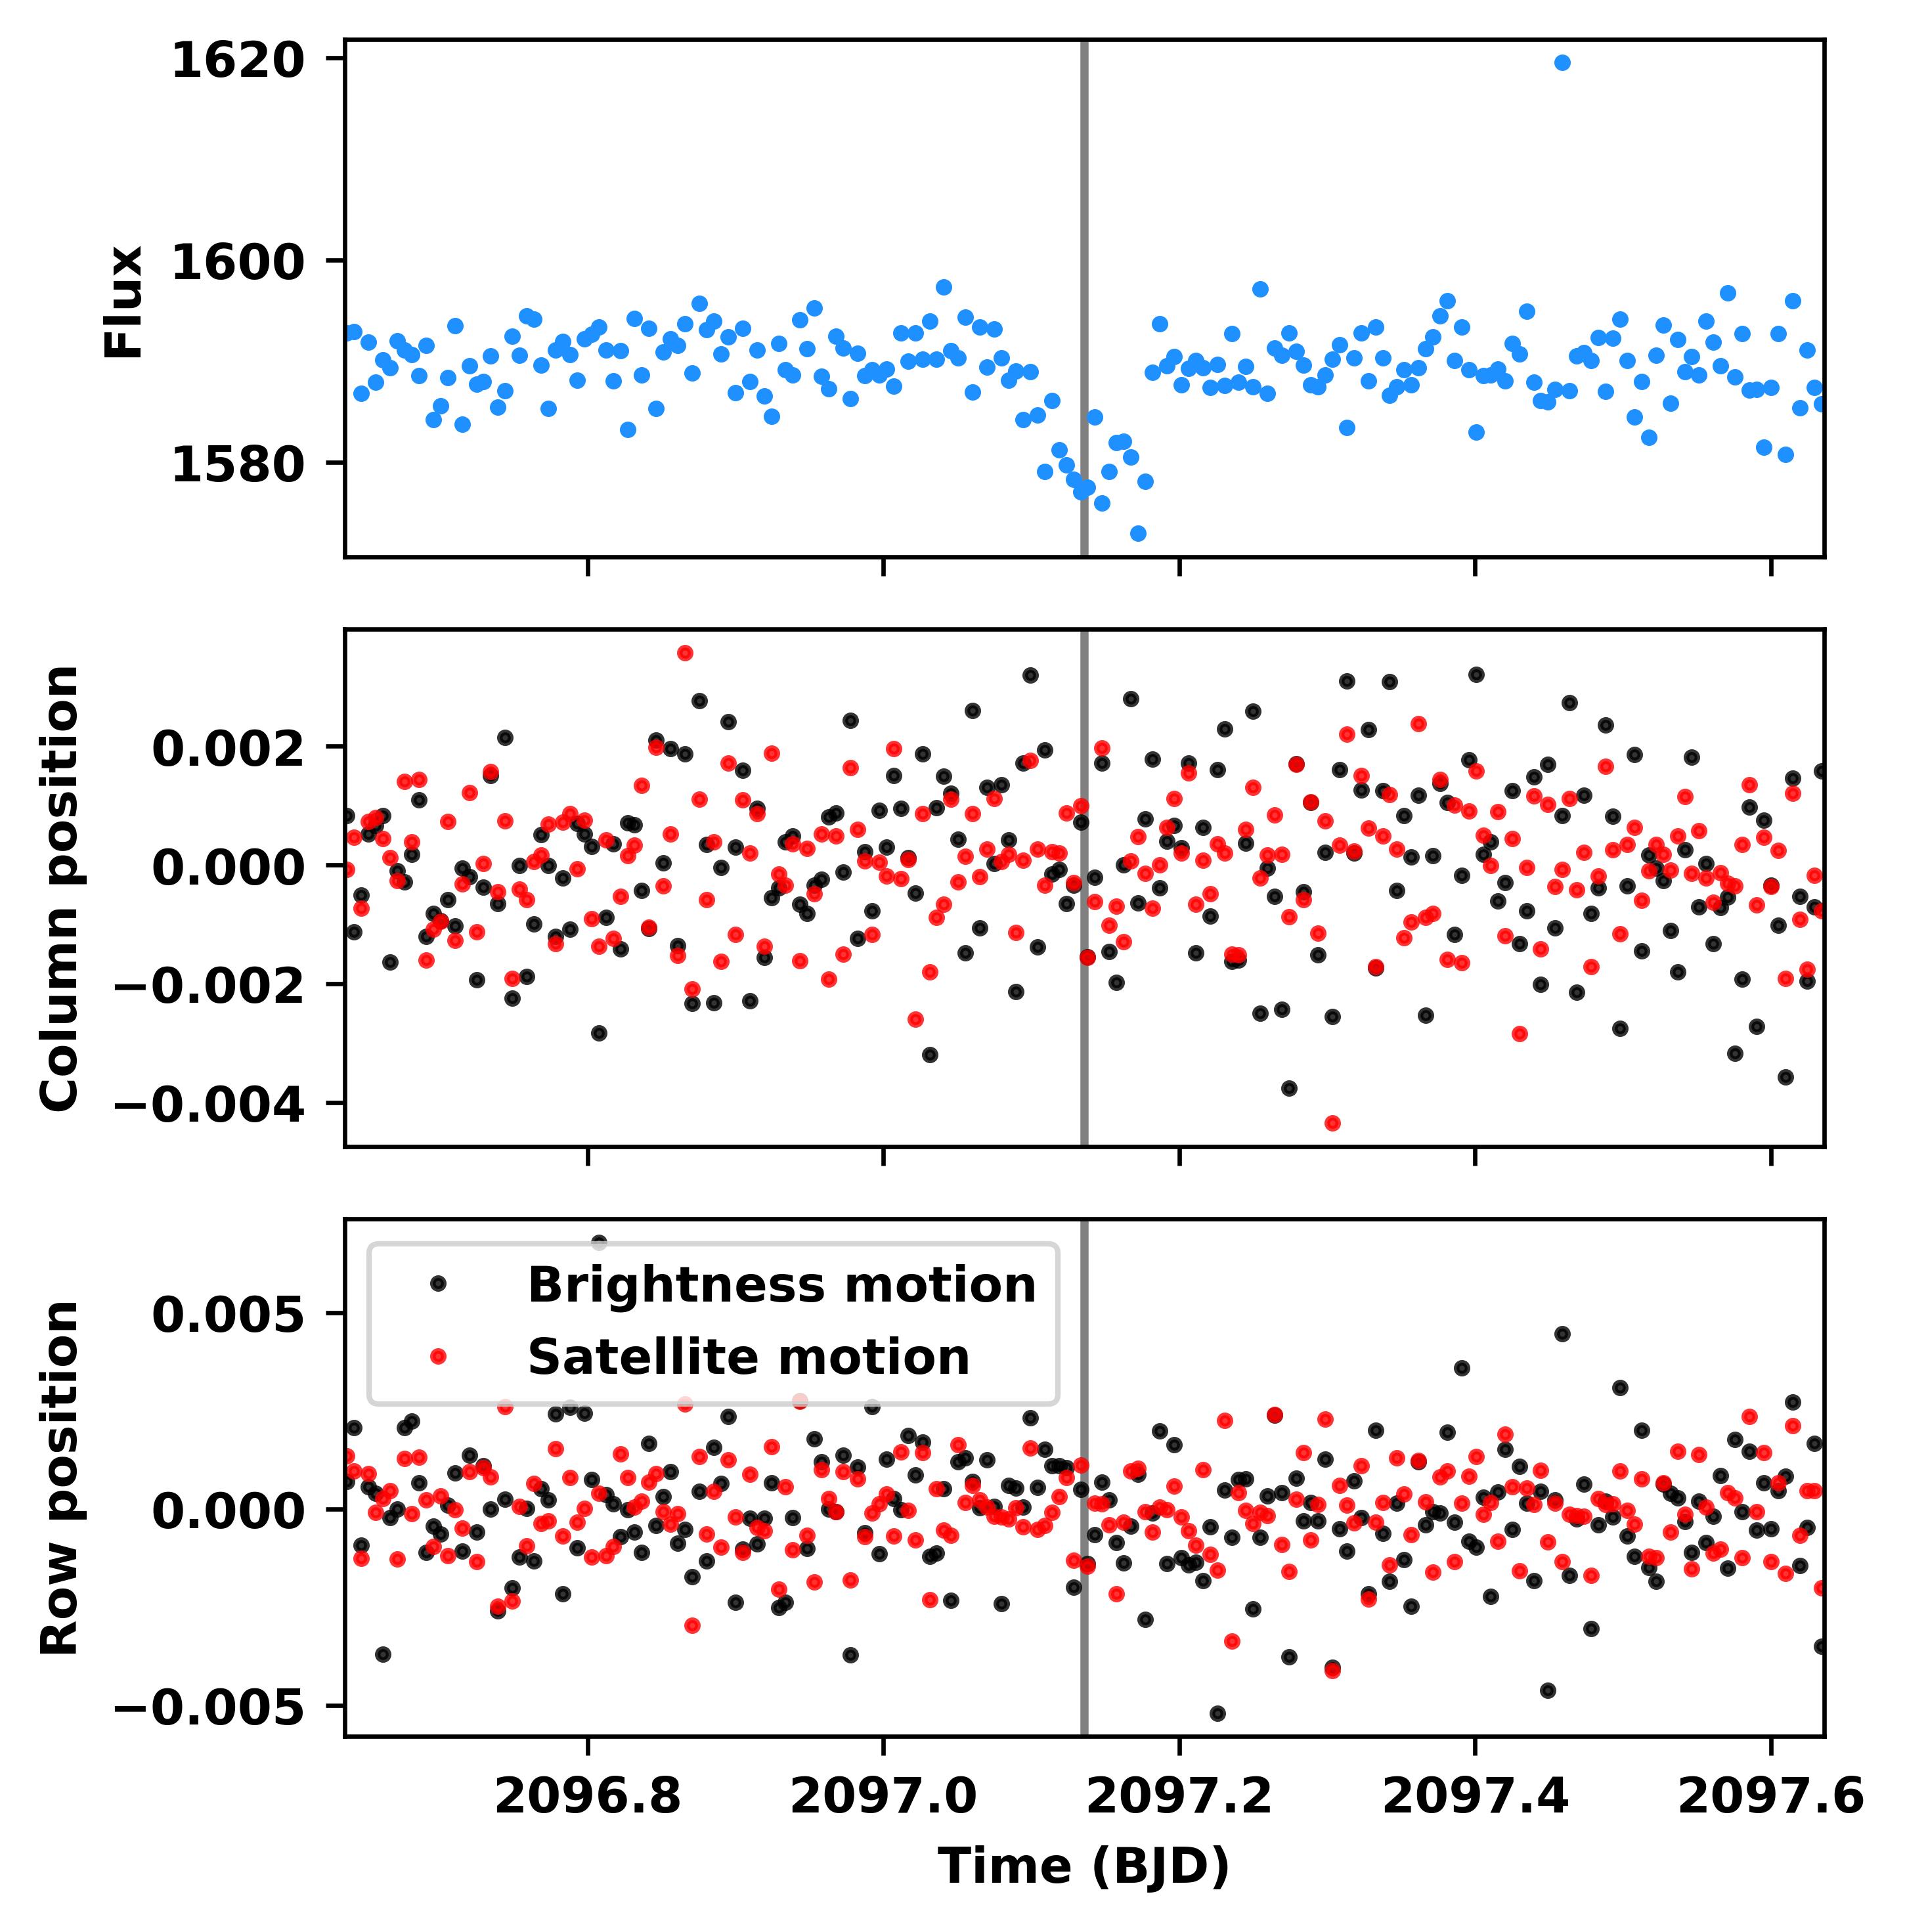 Flux
1620
1600
1580
Column position
0.002
0.000
−0.002
−0.004
Row position
0.005
0.000
−0.005
Brightness motion
Satellite motion
2096.8 2097.0 2097.2 2097.4 2097.6
Time (BJD)